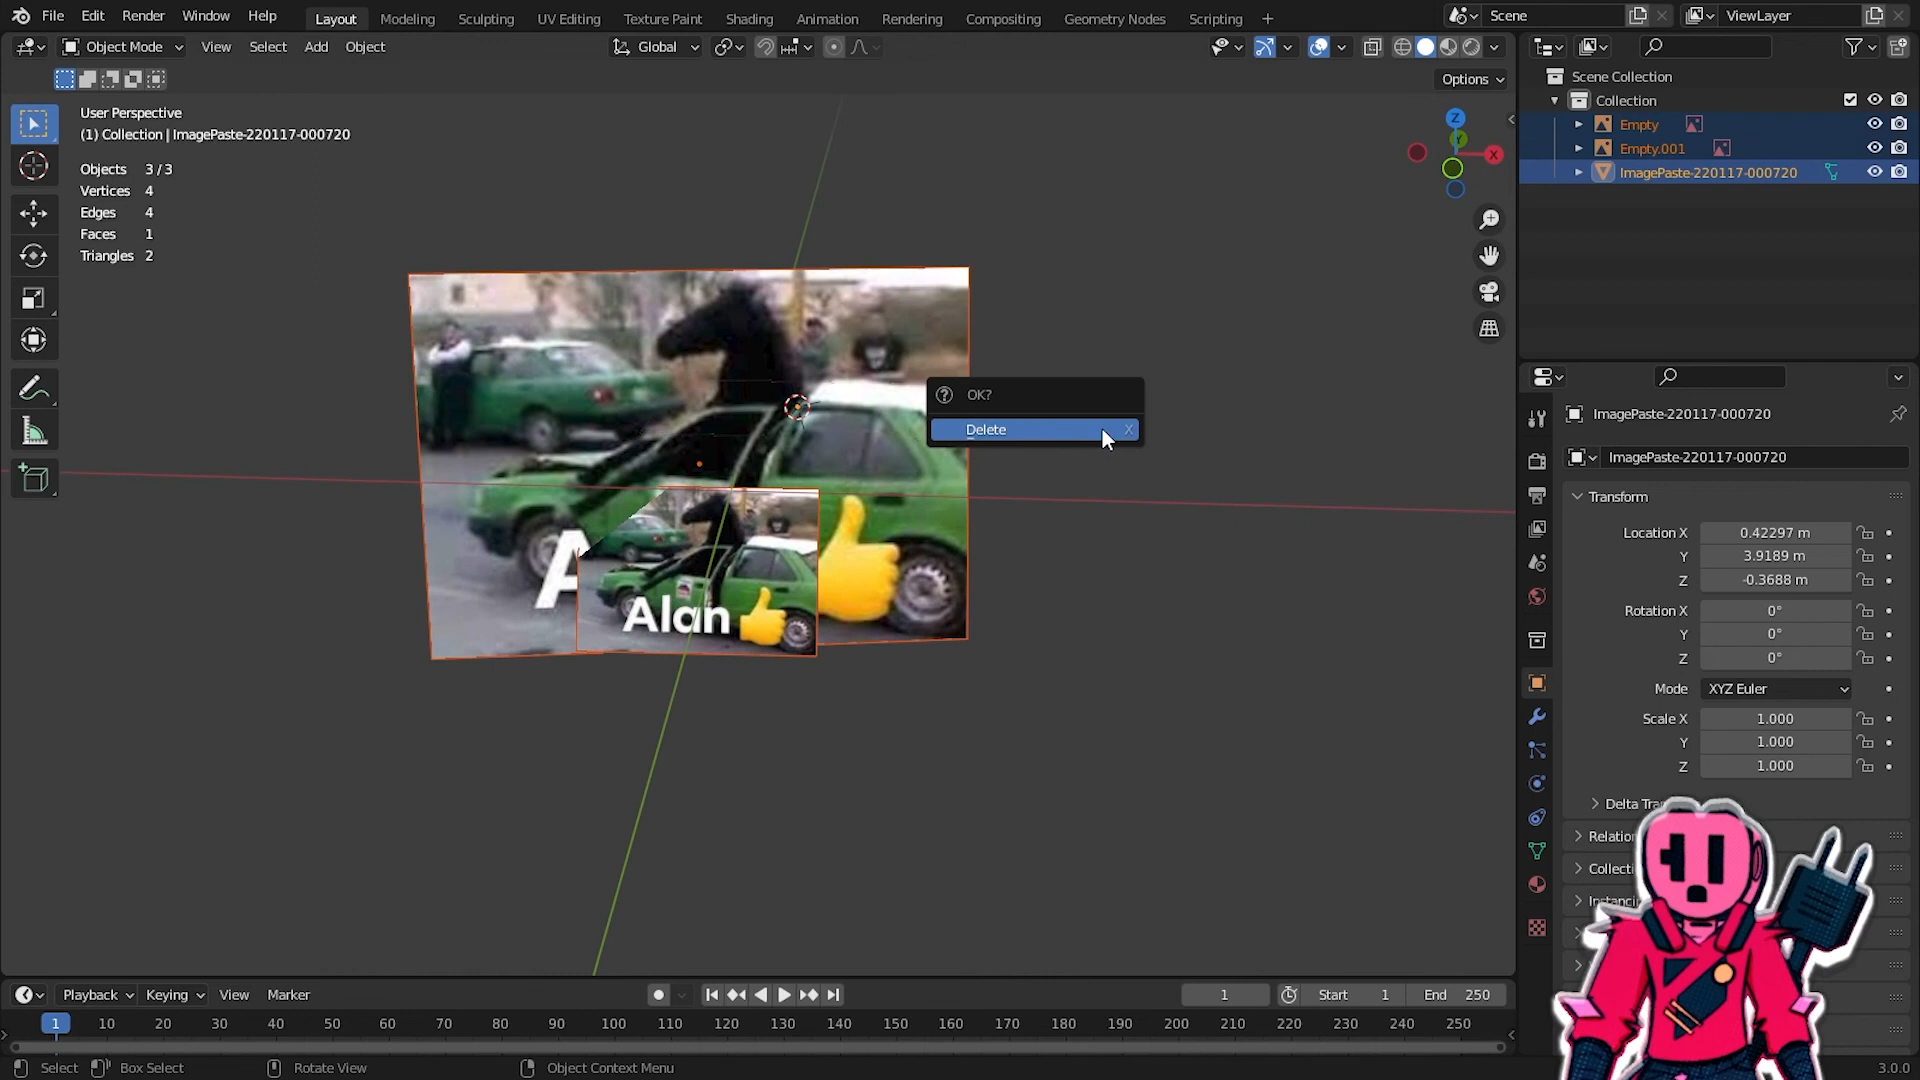 File Edit Render Window Help Layout Modeling Sculpting UV Editing Texture Paint Shading Animation Rendering Compositing Geometry Nodes Scripting + Scene ViewLayer
Object Mode View Select Add Object Global
Options
User Perspective
(1) Collection | ImagePaste-220117-000720
Objects 3 / 3
Vertices 4
Edges 4
Faces 1
Triangles 2
Z
Y
X
OK?
Delete X
A
Alan
Scene Collection
Collection
Empty
Empty.001
ImagePaste-220117-000720
ImagePaste-220117-000720
ImagePaste-220117-000720
Transform
Location X 0.42297 m
Y 3.9189 m
Z -0.3688 m
Rotation X 0°
Y 0°
Z 0°
Mode XYZ Euler
Scale X 1.000
Y 1.000
Z 1.000
Delta Tra
Relation
Collecti
Instancin
Playback Keying View Marker 1 Start 1 End 250
1 10 20 30 40 50 60 70 80 90 100 110 120 130 140 150 160 170 180 190 200 210 220 230 240 250
Select Box Select Rotate View Object Context Menu 3.0.0